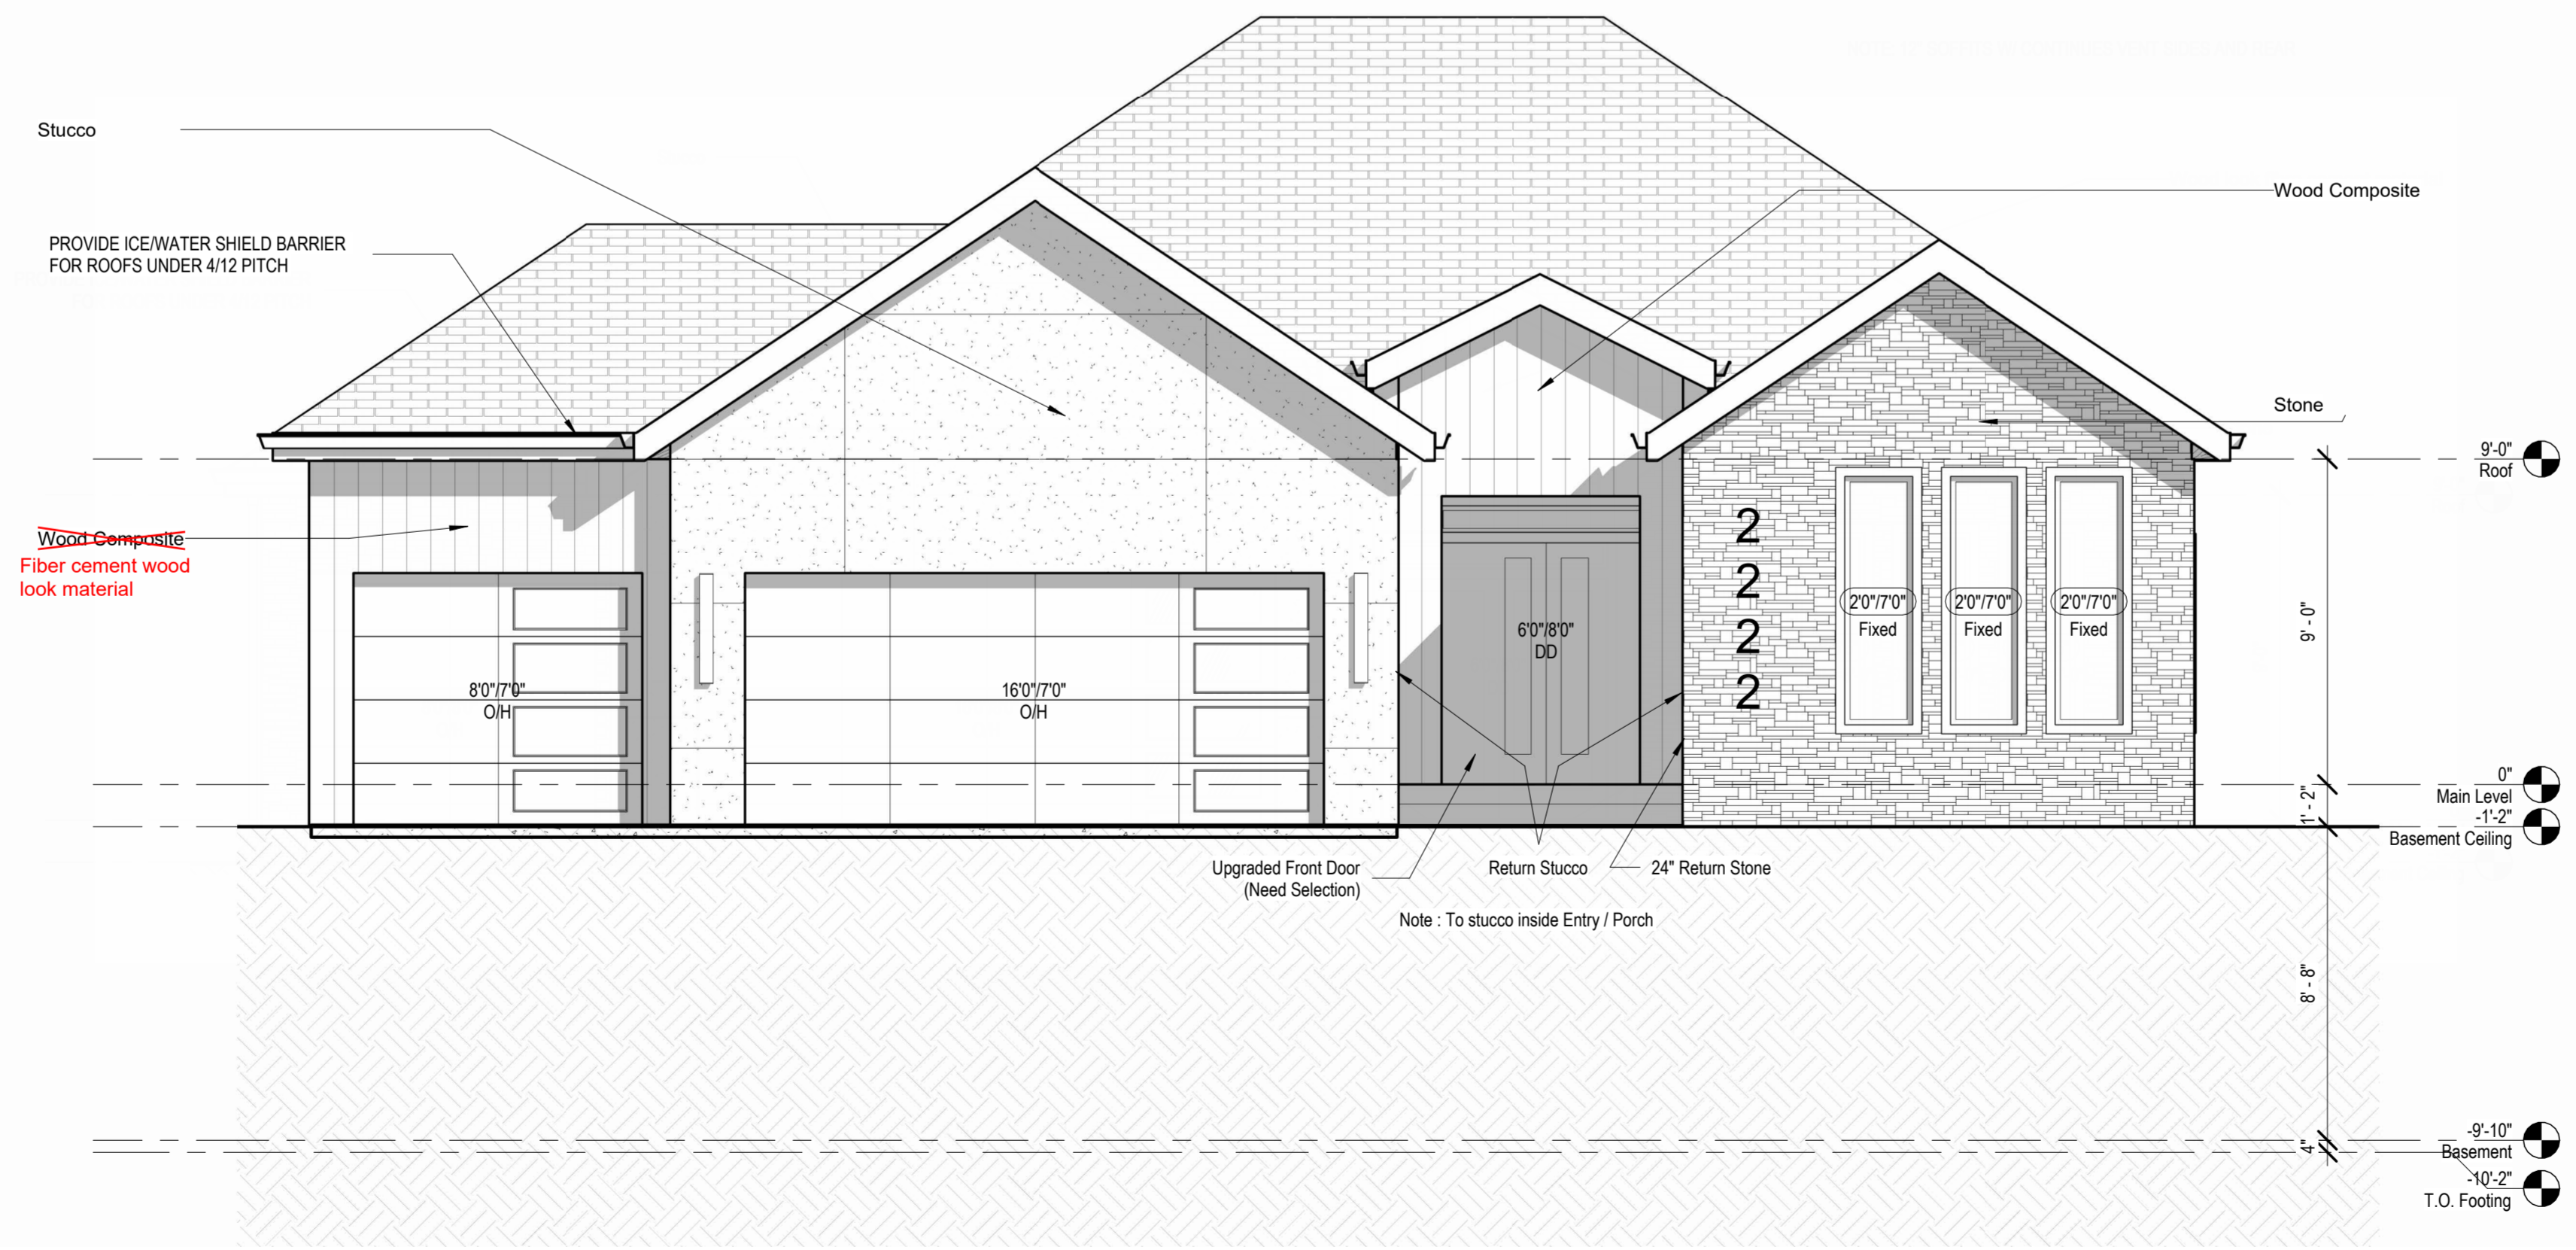 Stucco
Wood Composite
PROVIDE ICE/WATER SHIELD BARRIER
FOR ROOFS UNDER 4/12 PITCH
Stone
9'-0"
Roof
Wood Composite
Fiber cement wood
look material
2
2
2
2
2'0"/7'0"
Fixed
2'0"/7'0"
Fixed
2'0"/7'0"
Fixed
6'0"/8'0"
DD
8'0"/7'0"
O/H
16'0"/7'0"
O/H
9' - 0"
0"
Main Level
1' - 2"
-1'-2"
Basement Ceiling
Upgraded Front Door
(Need Selection)
Return Stucco
24" Return Stone
Note : To stucco inside Entry / Porch
8' - 8"
-9'-10"
Basement
4"
-10'-2"
T.O. Footing